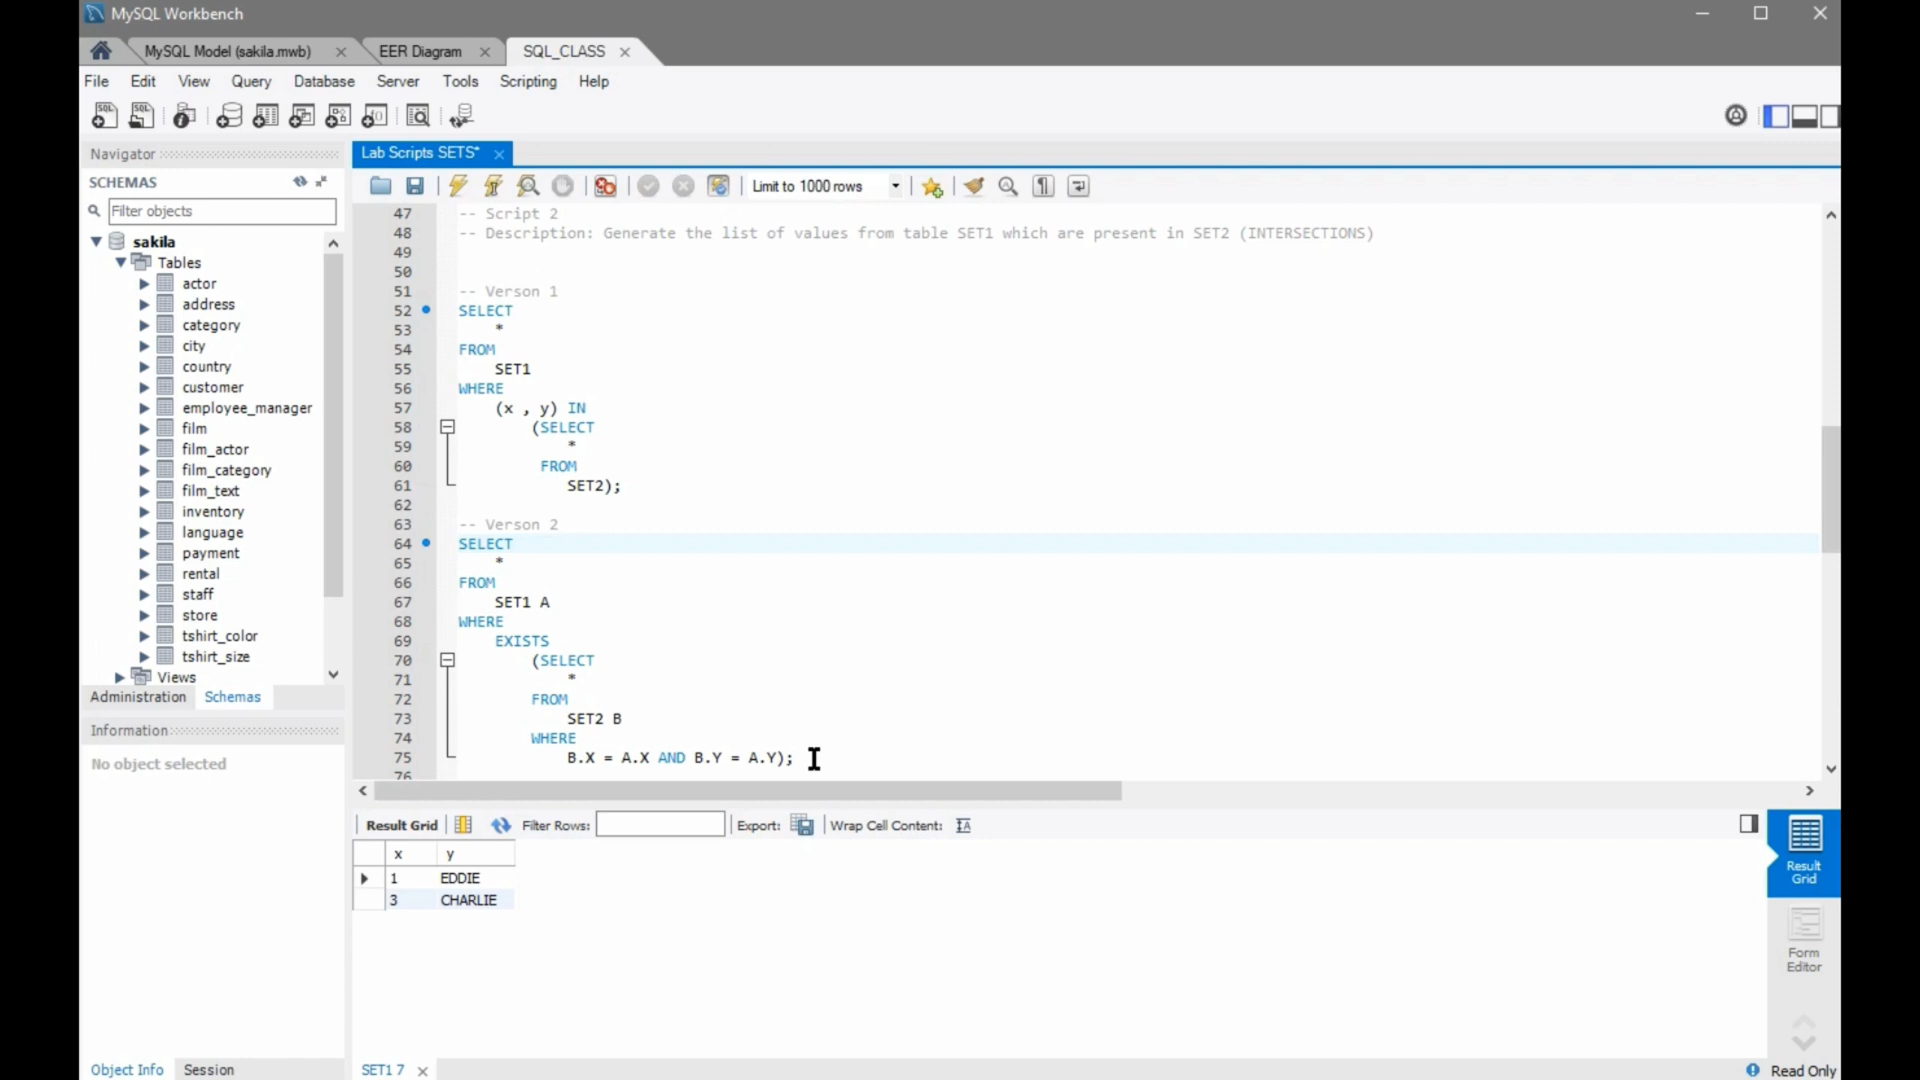 MySQL Workbench
MySQL Model (sakila.mwb)
EER Diagram
SQL_CLASS
File Edit View Query Database Server Tools Scripting Help
Navigator
Lab Scripts SETS*
SCHEMAS
Limit to 1000 rows
Filter objects
sakila
Tables
actor
address
category
city
country
customer
employee_manager
film
film_actor
film_category
film_text
inventory
language
payment
rental
staff
store
tshirt_color
tshirt_size
Views
Administration Schemas
Information
No object selected
Object Info Session
47 -- Script 2
48 -- Description: Generate the list of values from table SET1 which are present in SET2 (INTERSECTIONS)
49
50
51 -- Verson 1
52 SELECT
53 *
54 FROM
55 SET1
56 WHERE
57 (x , y) IN
58 (SELECT
59 *
60 FROM
61 SET2);
62
63 -- Verson 2
64 SELECT
65 *
66 FROM
67 SET1 A
68 WHERE
69 EXISTS
70 (SELECT
71 *
72 FROM
73 SET2 B
74 WHERE
75 B.X = A.X AND B.Y = A.Y);
76
Result Grid Filter Rows: Export: Wrap Cell Content:
x y
1 EDDIE
3 CHARLIE
Result
Grid
Form
Editor
SET1 7
Read Only